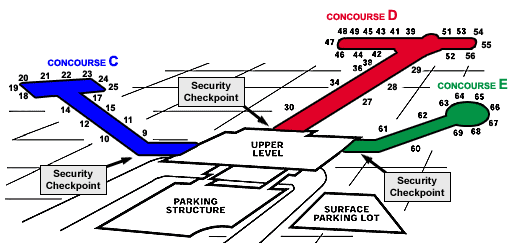 CONCOURSE D
48 49 45 43 41 39 51 53 54
47 55
46 44 42 52 56
38
36 29
CONCOURSE C
20 21 22 23 24
19 25
18 17
14 15
12 11
10 9
34 28
30 27
CONCOURSE E
64 65
63 66
62 67
61 69 68
60
Security
Checkpoint
UPPER
LEVEL
Security
Checkpoint
Security
Checkpoint
PARKING
STRUCTURE
SURFACE
PARKING LOT